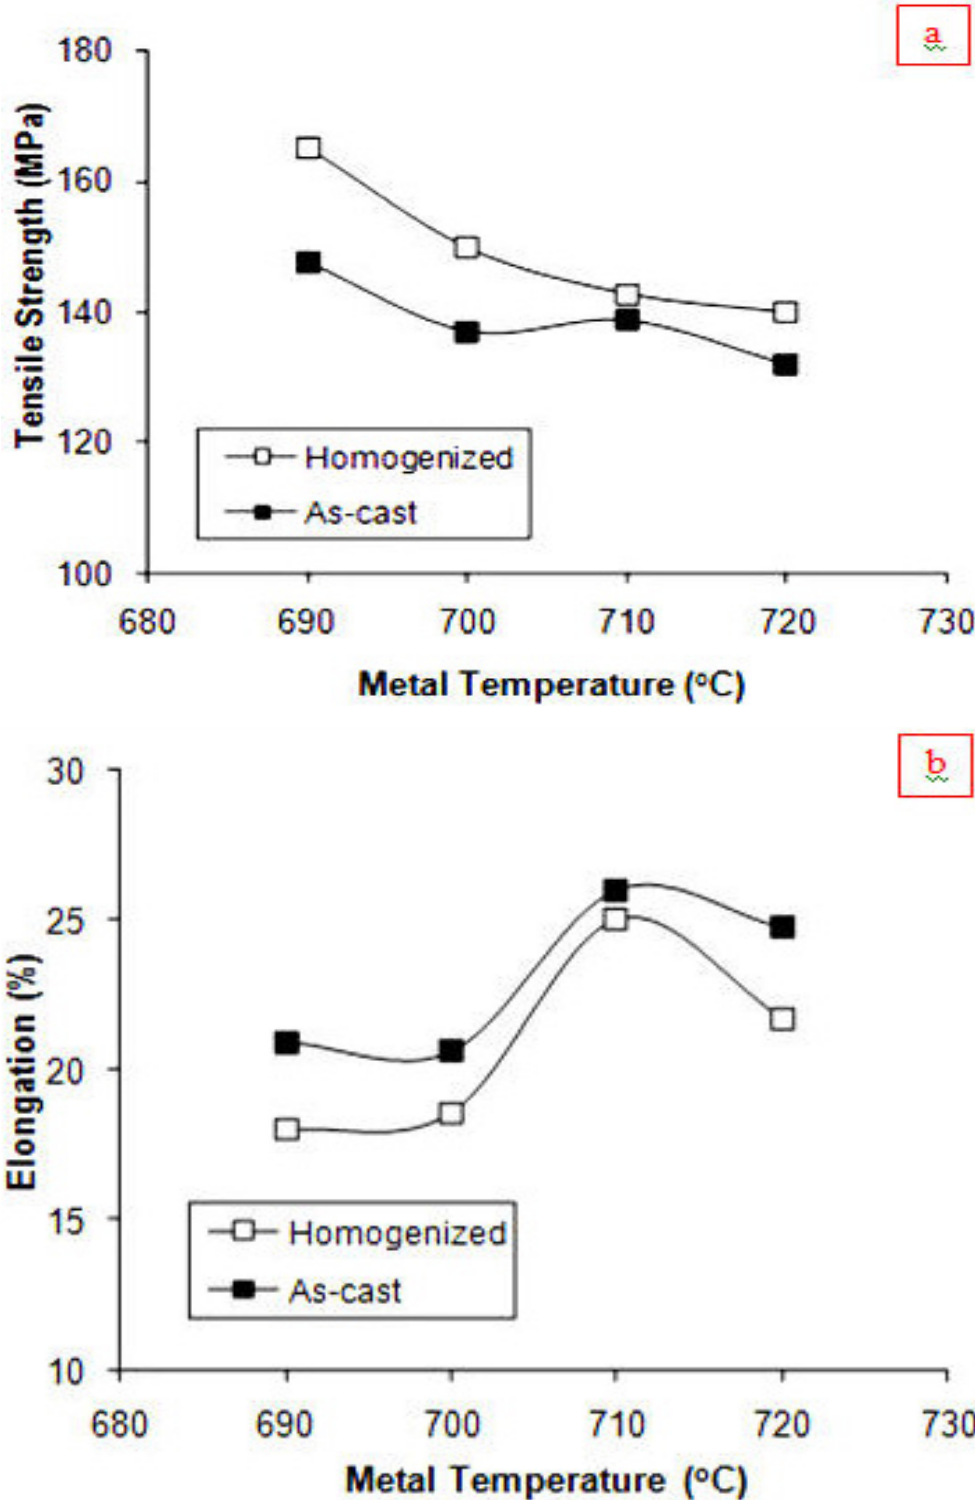 a
180
160
140
120
100
Tensile Strength (MPa)
Homogenized
As-cast
680 690 700 710 720 730
Metal Temperature (°C)
b
30
25
20
15
10
Elongation (%)
Homogenized
As-cast
680 690 700 710 720 730
Metal Temperature (°C)